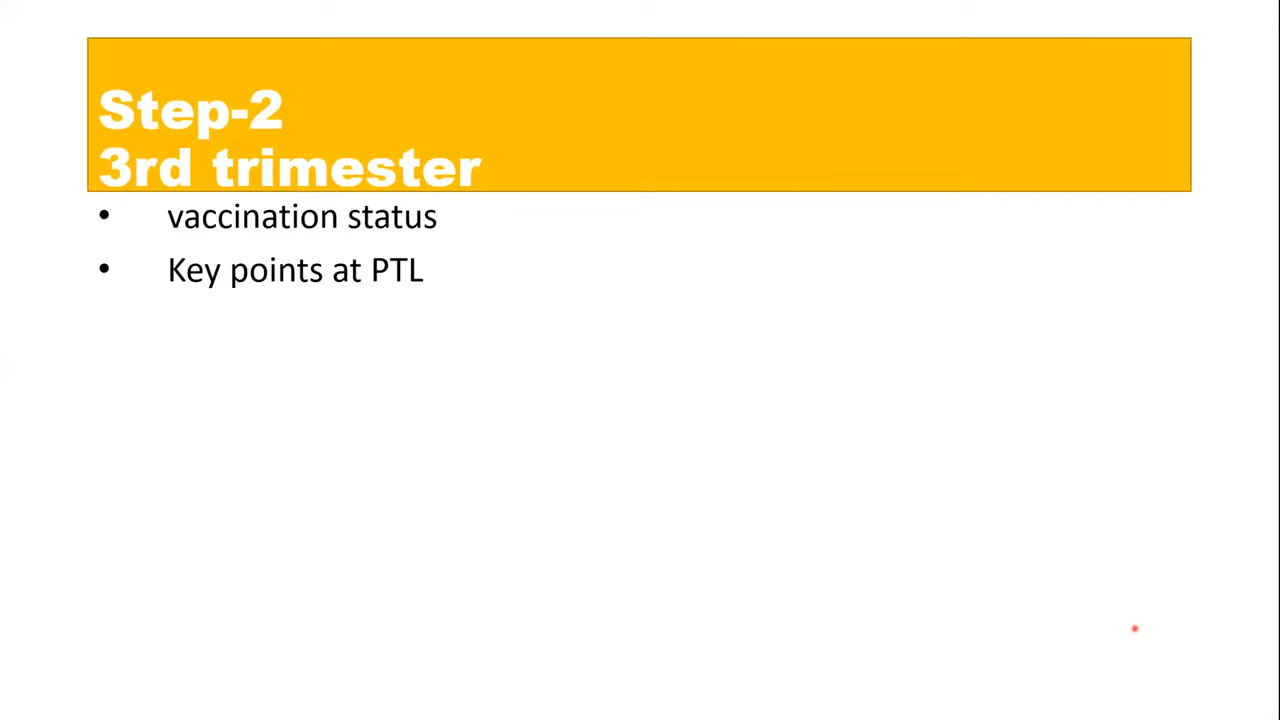 Step-2
3rd trimester
• vaccination status
• Key points at PTL